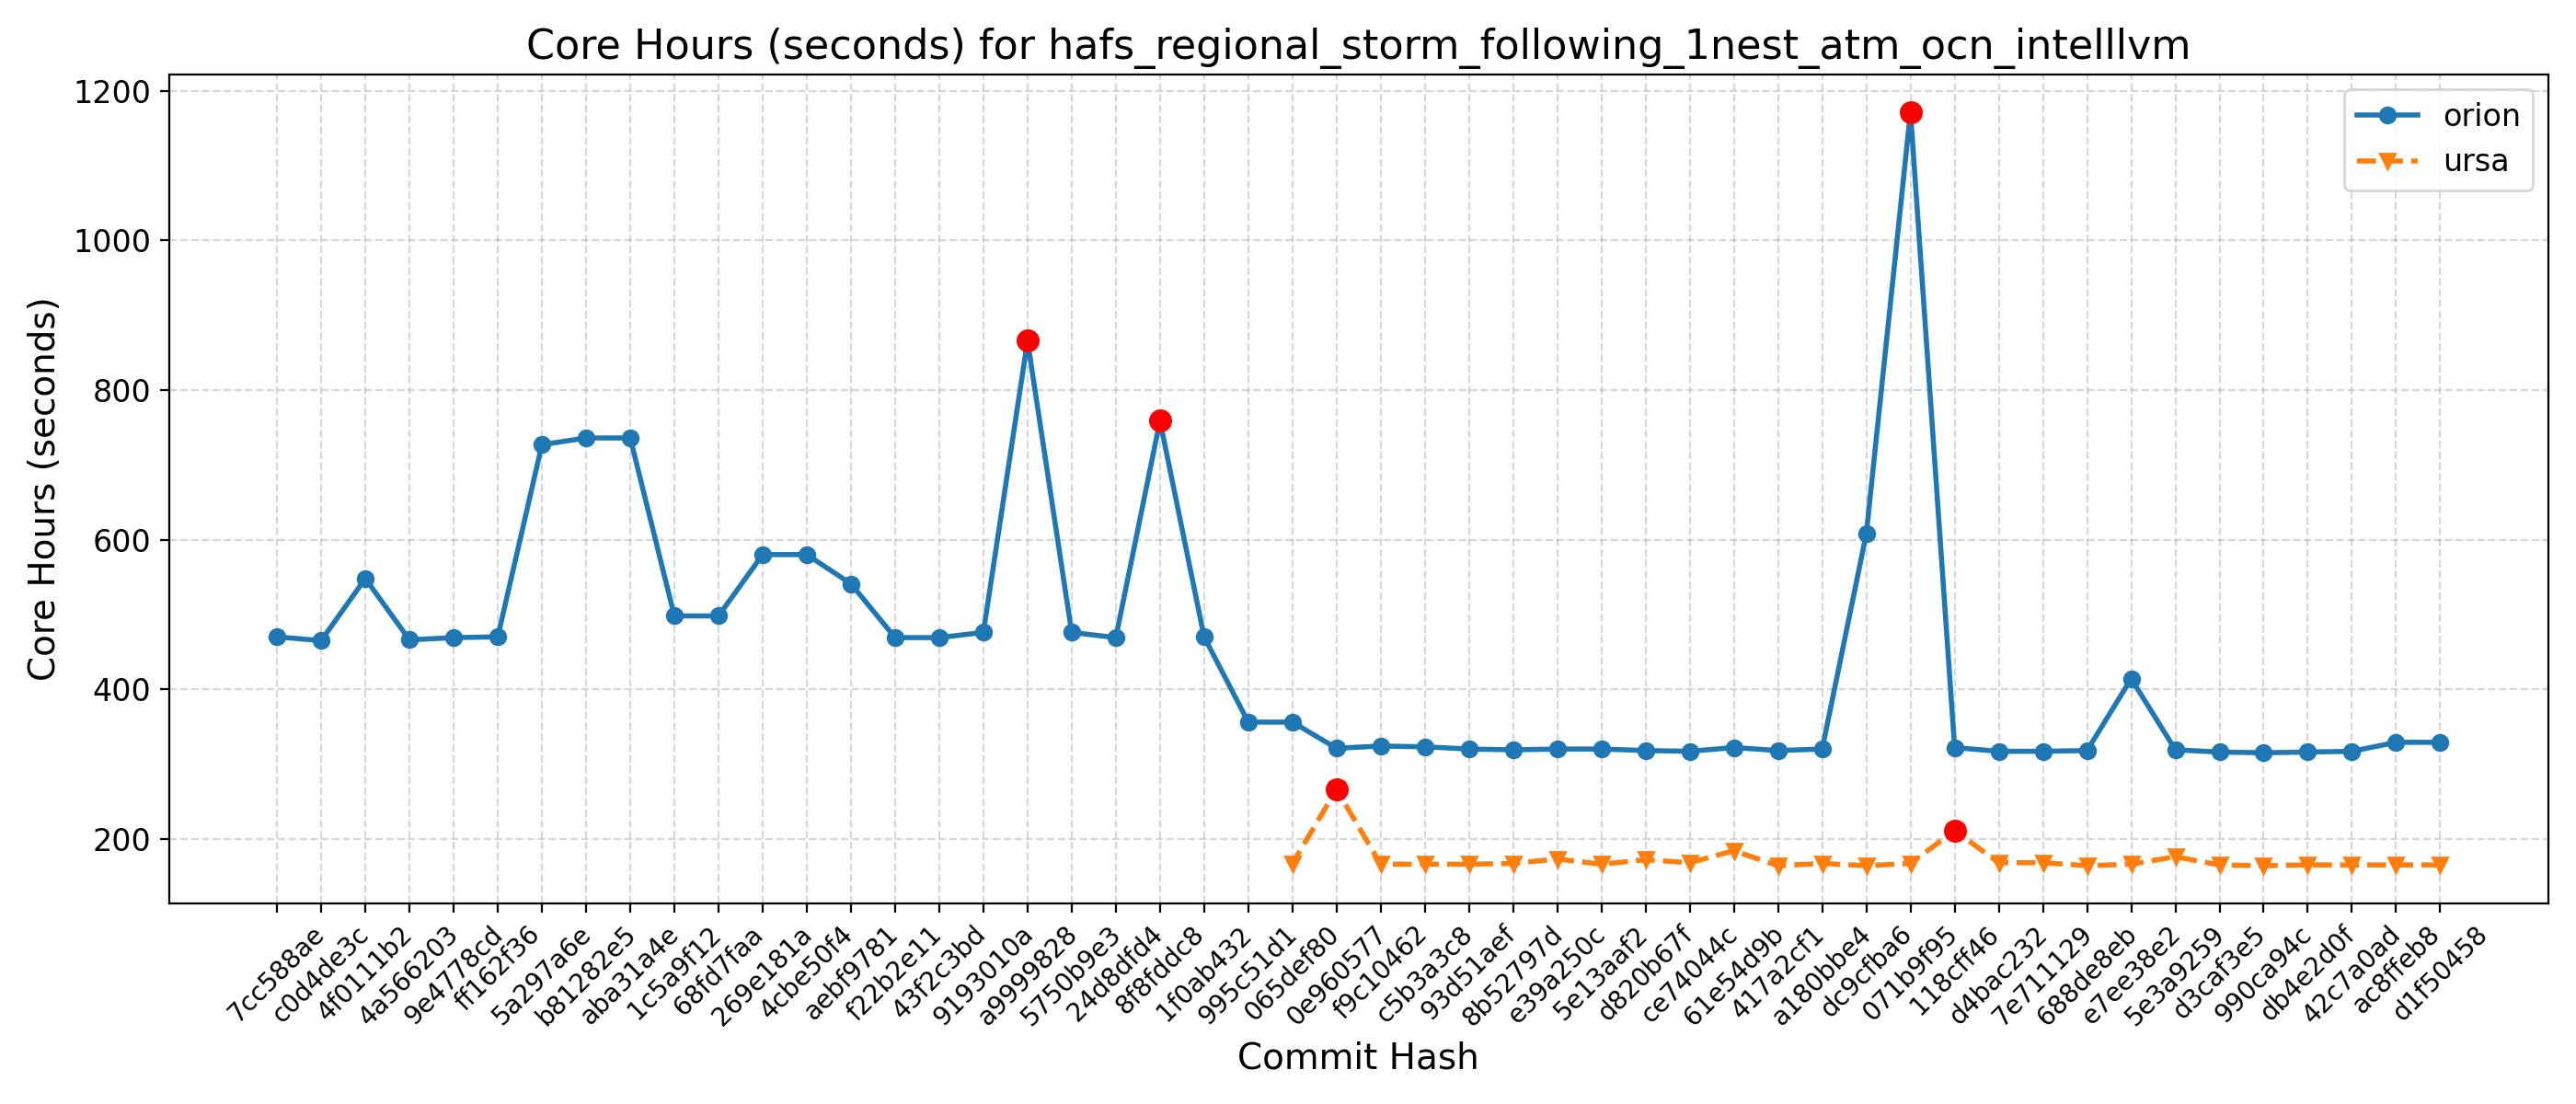 Core Hours (seconds) for hafs_regional_storm_following_1nest_atm_ocn_intelllvm
Core Hours (seconds)
1200
1000
800
600
400
200
orion
ursa
7cc588ae
c0d4de3c
4f0111b2
4a566203
9e4778cd
ff162f36
5a297a6e
b81282e5
aba31a4e
1c5a9f12
68fd7faa
269e181a
4cbe50f4
aebf9781
f22b2e11
43f2c3bd
9193010a
a9999828
5750b9e3
24d8dfd4
8f8fddc8
1f0ab432
995c51d1
065def80
0e960577
f9c10462
c5b3a3c8
93d51aef
8b52797d
e39a250c
5e13aaf2
d820b67f
ce74044c
61e54d9b
417a2cf1
a180bbe4
dc9cfba6
071b9f95
118cff46
d4bac232
7e711129
688de8eb
e7ee38e2
5e3a9259
d3caf3e5
990ca94c
db4e2d0f
42c7a0ad
ac8ffeb8
d1f50458
Commit Hash